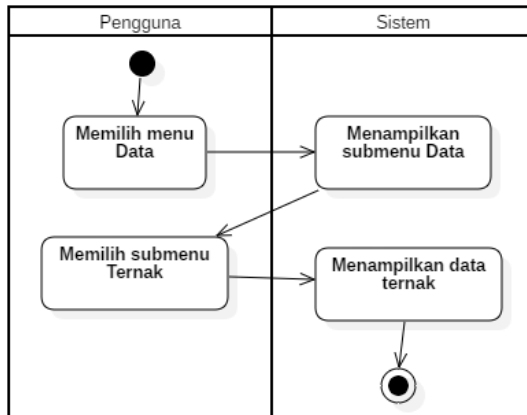 Pengguna
Sistem
Memilih menu
Data
Menampilkan
submenu Data
Memilih submenu
Ternak
Menampilkan data
ternak